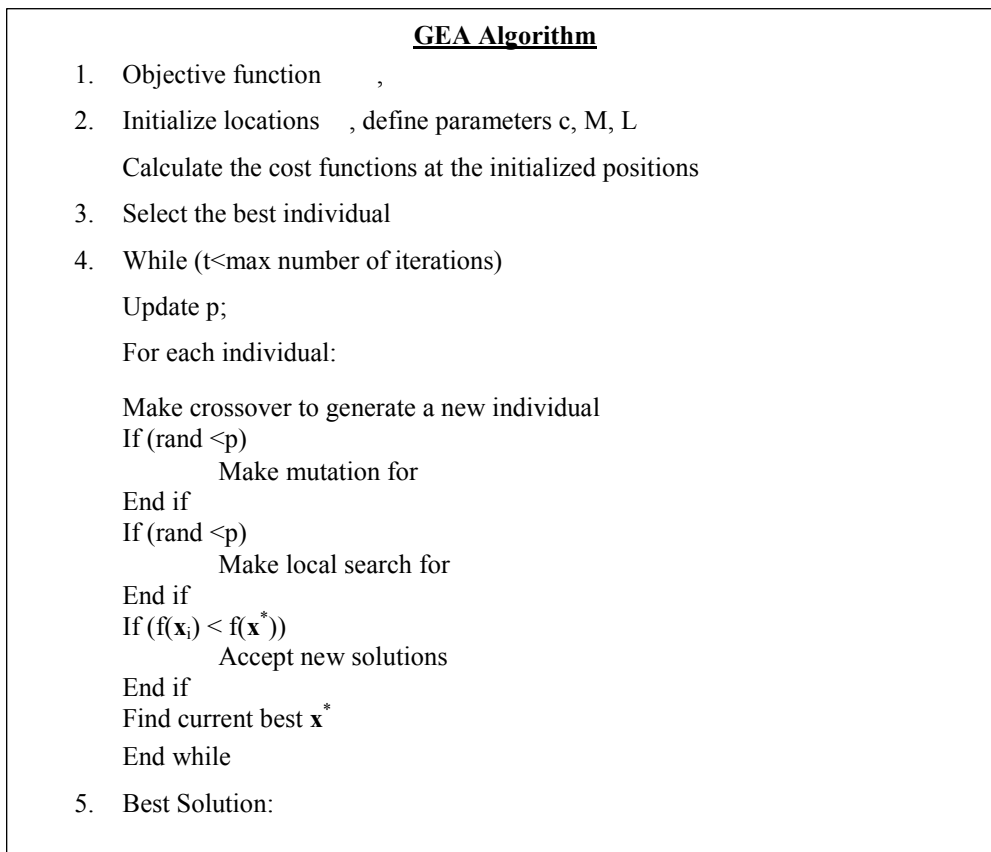 GEA Algorithm
1. Objective function ,
2. Initialize locations , define parameters c, M, L
Calculate the cost functions at the initialized positions
3. Select the best individual
4. While (t<max number of iterations)
Update p;
For each individual:
Make crossover to generate a new individual
If (rand <p)
Make mutation for
End if
If (rand <p)
Make local search for
End if
If (f(xᵢ) < f(x*))
Accept new solutions
End if
Find current best x*
End while
5. Best Solution: